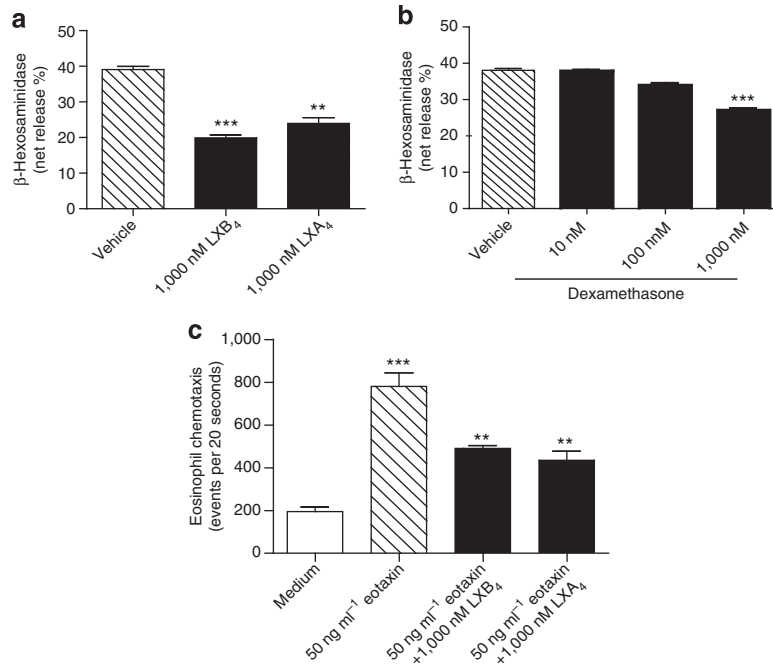 a
β-Hexosaminidase
(net release %)
50
40
30
20
10
0
***
**
Vehicle
1,000 nM LXB₄
1,000 nM LXA₄
b
β-Hexosaminidase
(net release %)
50
40
30
20
10
0
***
Vehicle
10 nM
100 nnM
1,000 nM
Dexamethasone
c
Eosinophil chemotaxis
(events per 20 seconds)
1,000
800
600
400
200
0
***
**
**
Medium
50 ng ml⁻¹ eotaxin
50 ng ml⁻¹ eotaxin
+1,000 nM LXB₄
50 ng ml⁻¹ eotaxin
+1,000 nM LXA₄